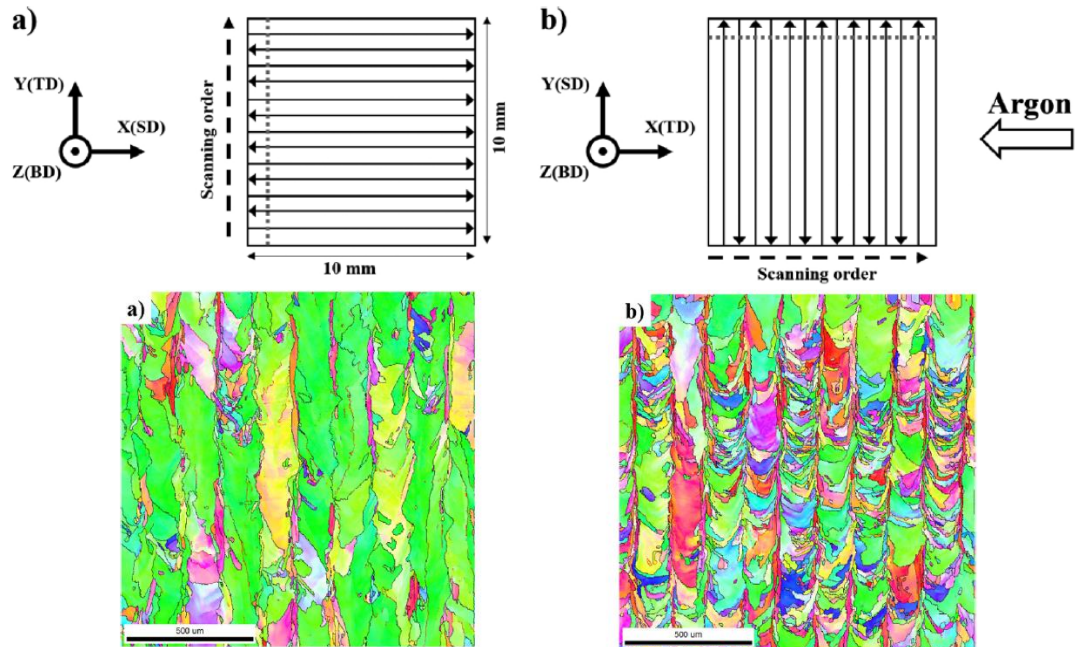 a)
Y(TD)
X(SD)
Z(BD)
Scanning order
10 mm
10 mm
b)
Y(SD)
X(TD)
Z(BD)
Scanning order
Argon
a)
500 um
b)
500 um